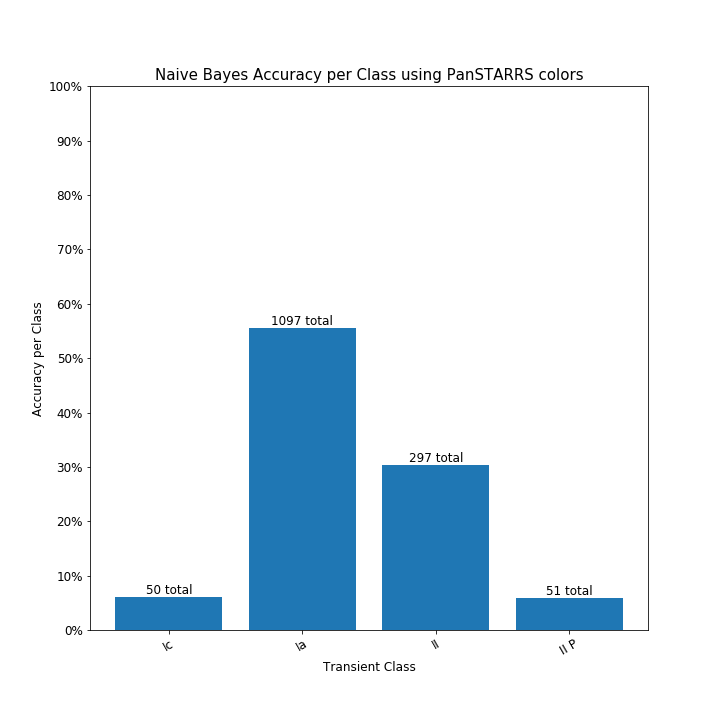 Naive Bayes Accuracy per Class using PanSTARRS colors
100%
90%
80%
70%
60%
50%
40%
30%
20%
10%
0%
Accuracy per Class
50 total
1097 total
297 total
51 total
Ic
Ia
II
II P
Transient Class